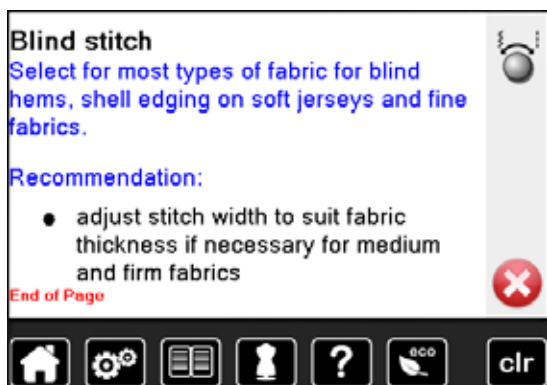 Blind stitch
Select for most types of fabric for blind
hems, shell edging on soft jerseys and fine
fabrics.
Recommendation:
● adjust stitch width to suit fabric
thickness if necessary for medium
and firm fabrics
End of Page
? eco clr